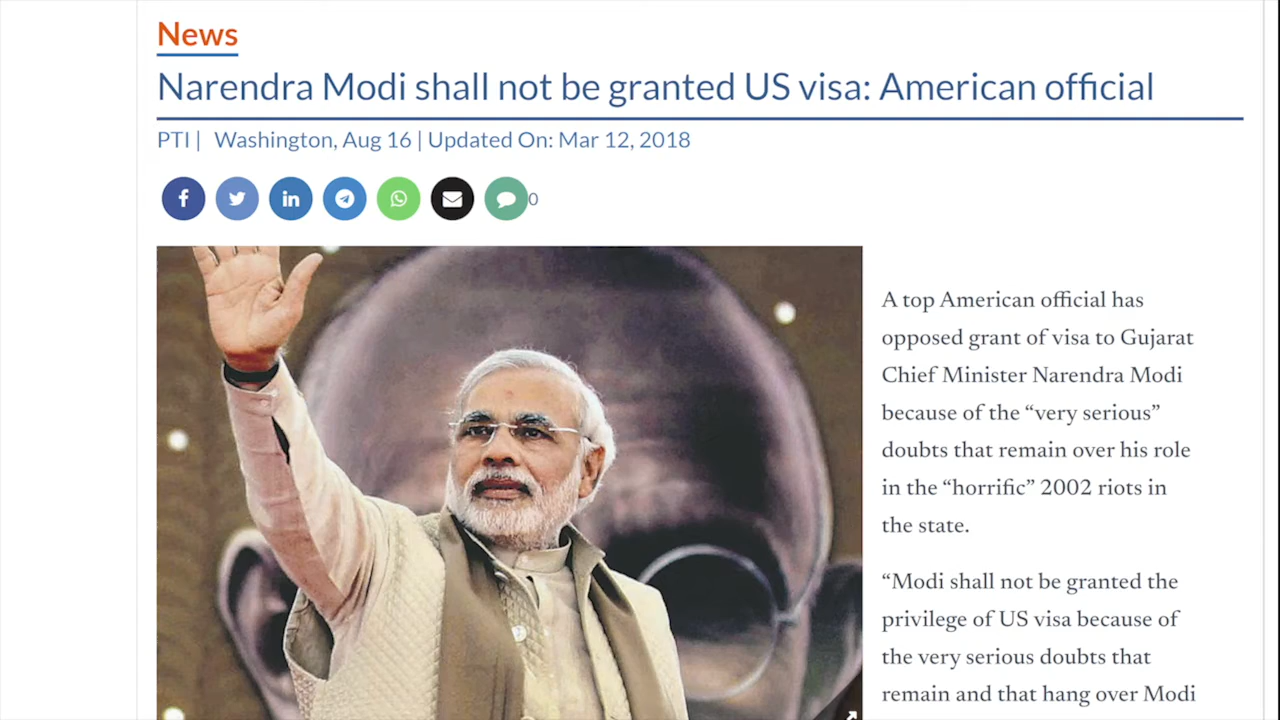 News
Narendra Modi shall not be granted US visa: American official
PTI | Washington, Aug 16 | Updated On: Mar 12, 2018
0
A top American official has
opposed grant of visa to Gujarat
Chief Minister Narendra Modi
because of the “very serious”
doubts that remain over his role
in the “horrific” 2002 riots in
the state.
“Modi shall not be granted the
privilege of US visa because of
the very serious doubts that
remain and that hang over Modi